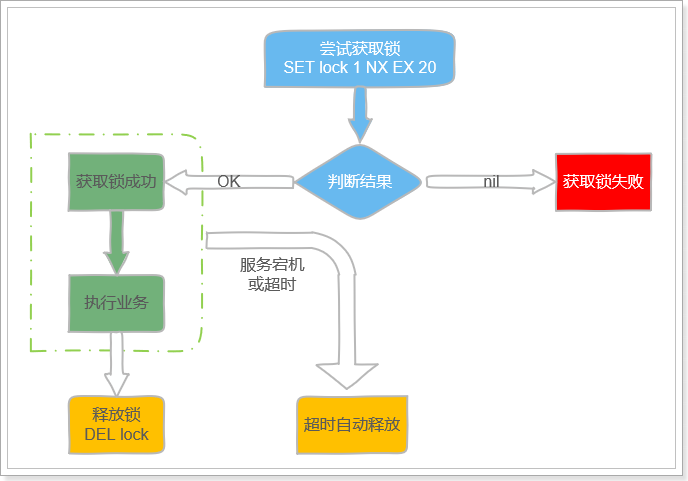 尝试获取锁
SET lock 1 NX EX 20
获取锁成功
OK
判断结果
nil
获取锁失败
服务宕机
或超时
执行业务
释放锁
DEL lock
超时自动释放